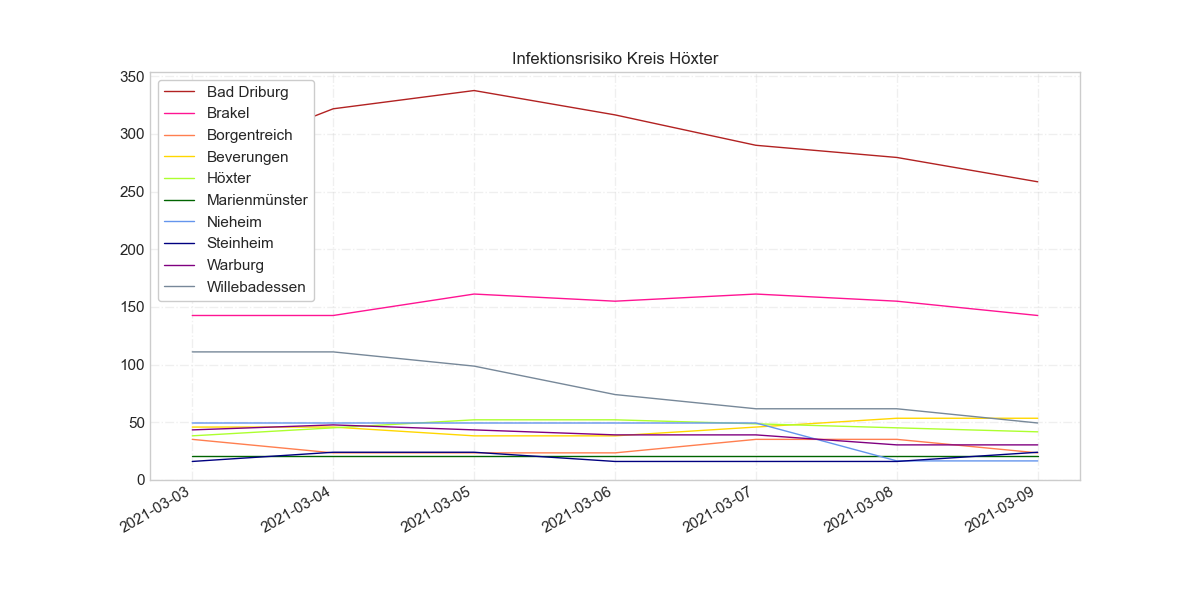 Infektionsrisiko Kreis Höxter
350
300
250
200
150
100
50
0
Bad Driburg
Brakel
Borgentreich
Beverungen
Höxter
Marienmünster
Nieheim
Steinheim
Warburg
Willebadessen
2021-03-03
2021-03-04
2021-03-05
2021-03-06
2021-03-07
2021-03-08
2021-03-09